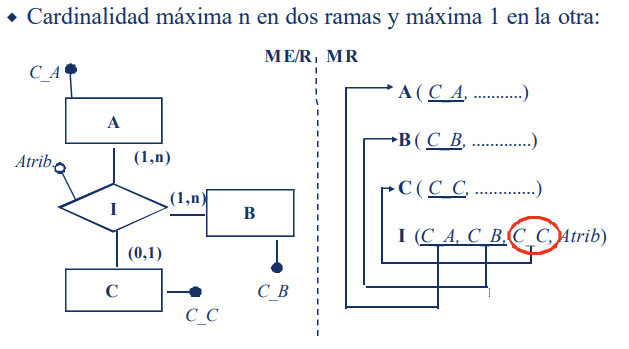 ◆ Cardinalidad máxima n en dos ramas y máxima 1 en la otra:
ME/R MR
C_A
A
Atrib.
(1,n)
I
(1,n)
B
(0,1)
C
C_B
C_C
A ( C_A, ...........)
B ( C_B, .............)
C ( C_C, .............)
I (C_A, C_B, C_C, Atrib)